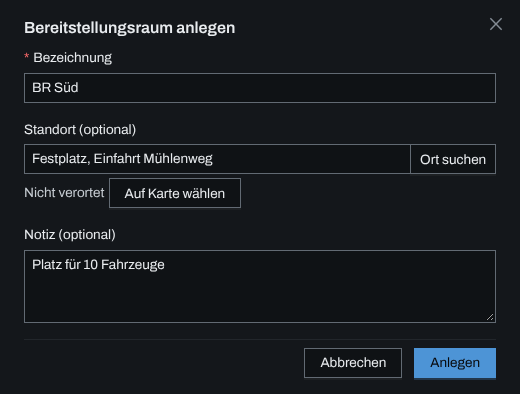 Bereitstellungsraum anlegen
* Bezeichnung
BR Süd
Standort (optional)
Festplatz, Einfahrt Mühlenweg
Ort suchen
Nicht verortet
Auf Karte wählen
Notiz (optional)
Platz für 10 Fahrzeuge
Abbrechen
Anlegen